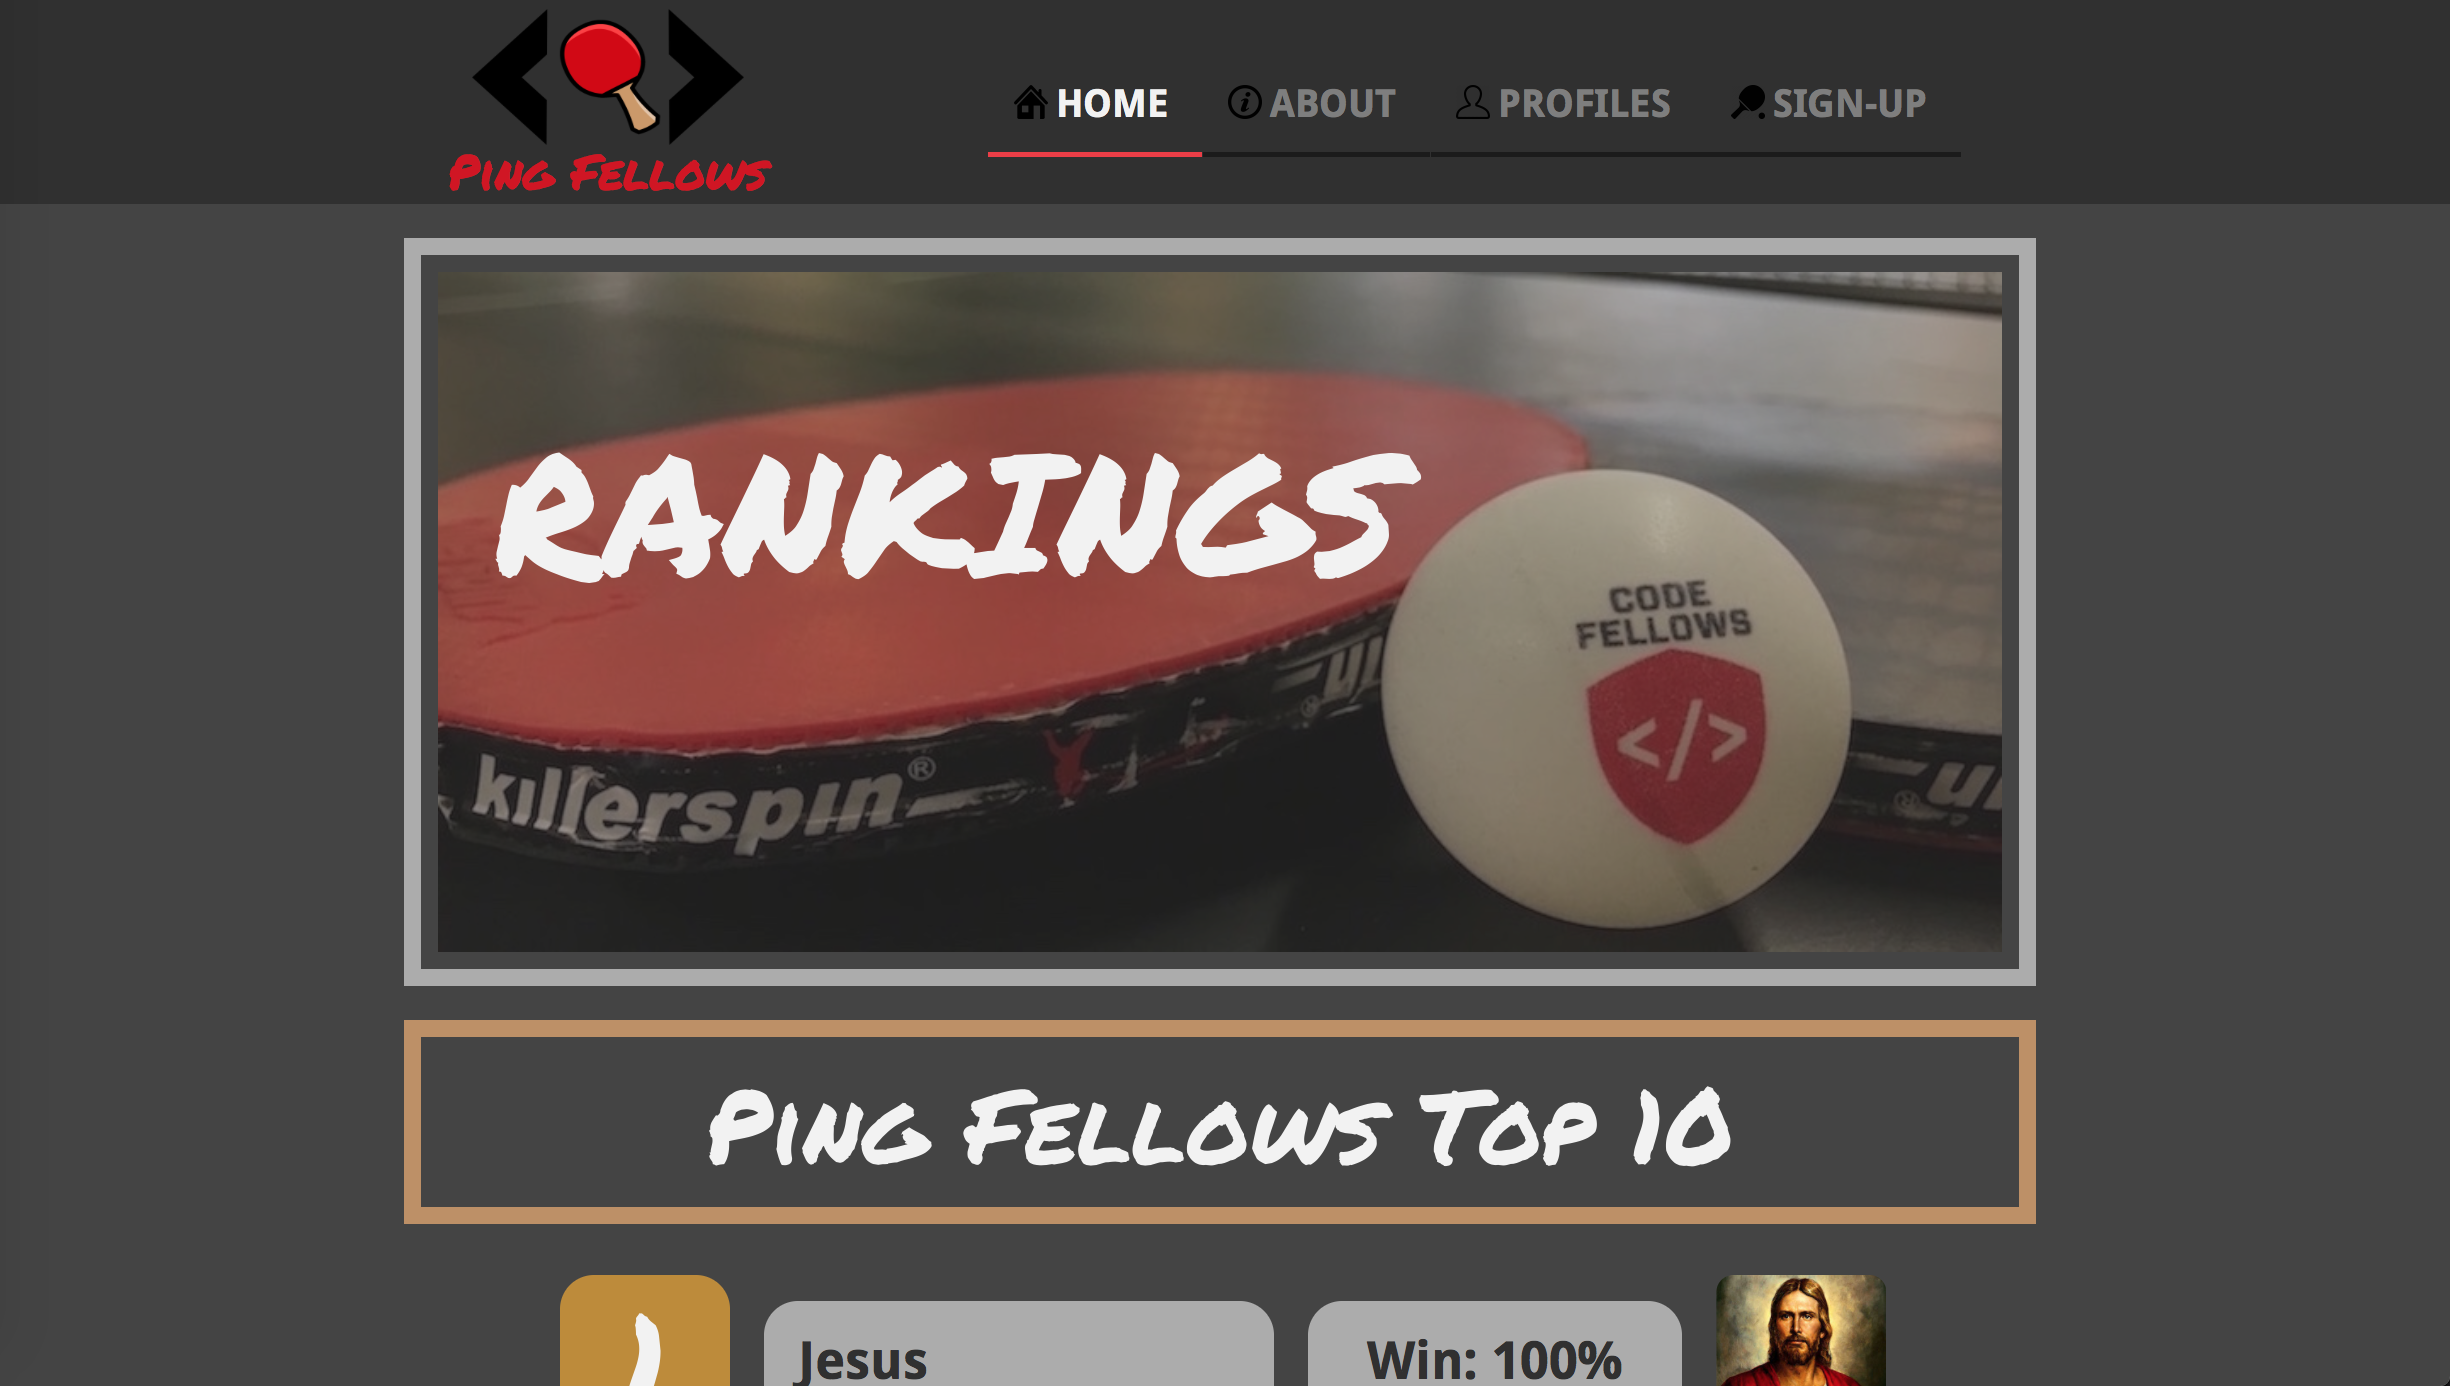 HOME ABOUT PROFILES SIGN-UP
Ping Fellows
RANKINGS
CODE
FELLOWS
</>
killerspin®
Ping Fellows Top 10
1
Jesus
Win: 100%